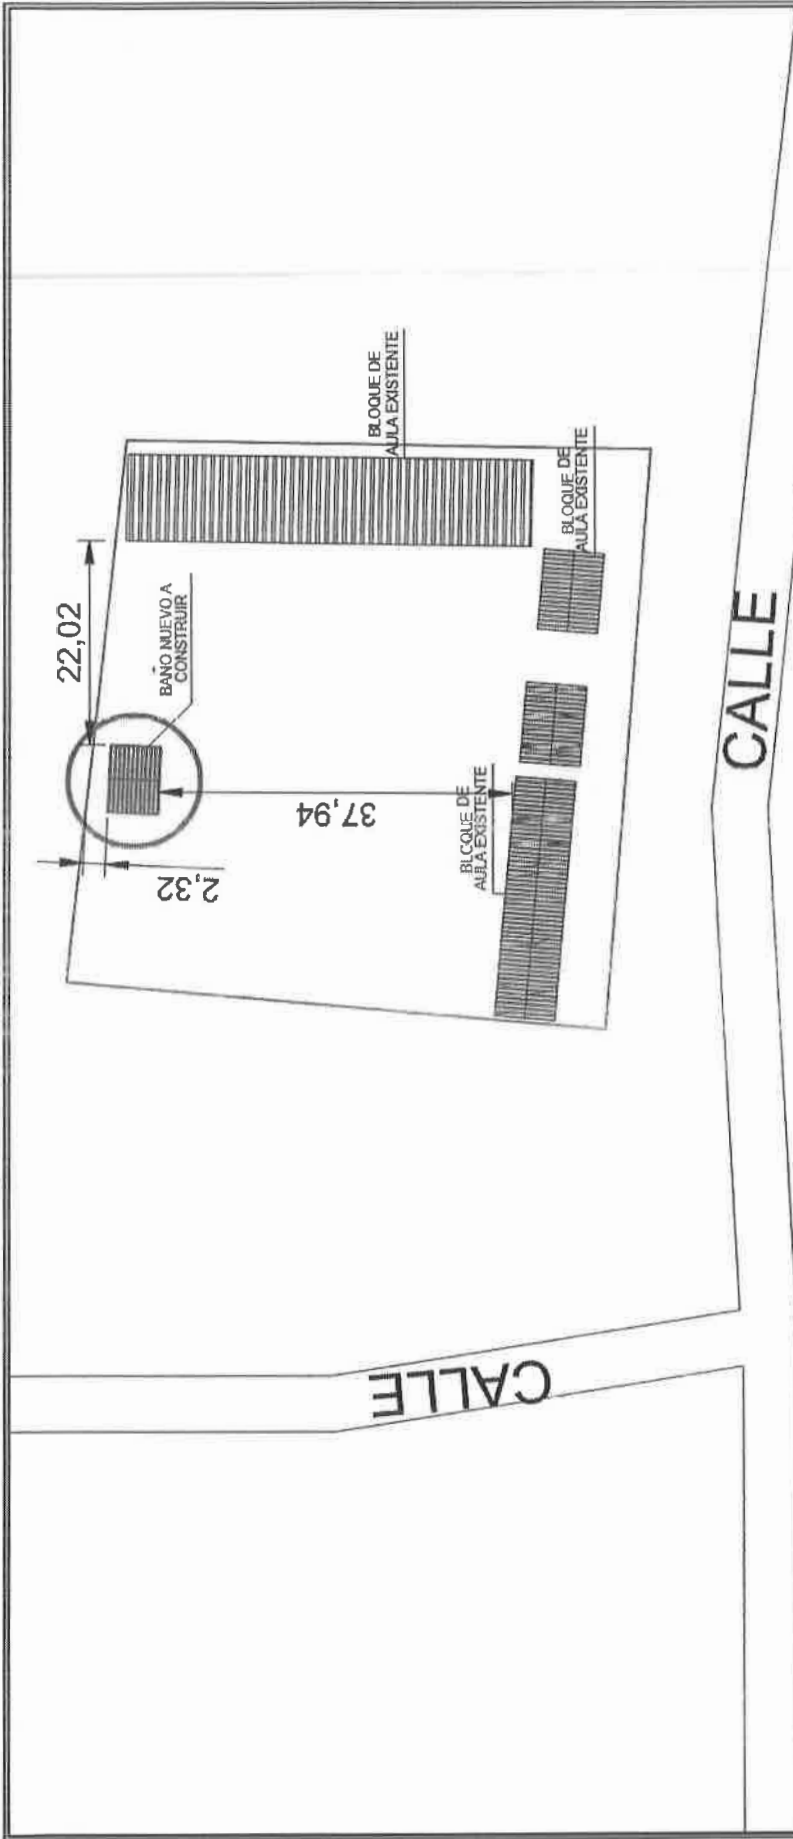 BLOQUE DE
AULA EXISTENTE
BLOQUE DE
AULA EXISTENTE
22,02
BAÑO NUEVO A
CONSTRUIR
CALLE
37,94
BLOQUE DE
AULA EXISTENTE
2,32
CALLE